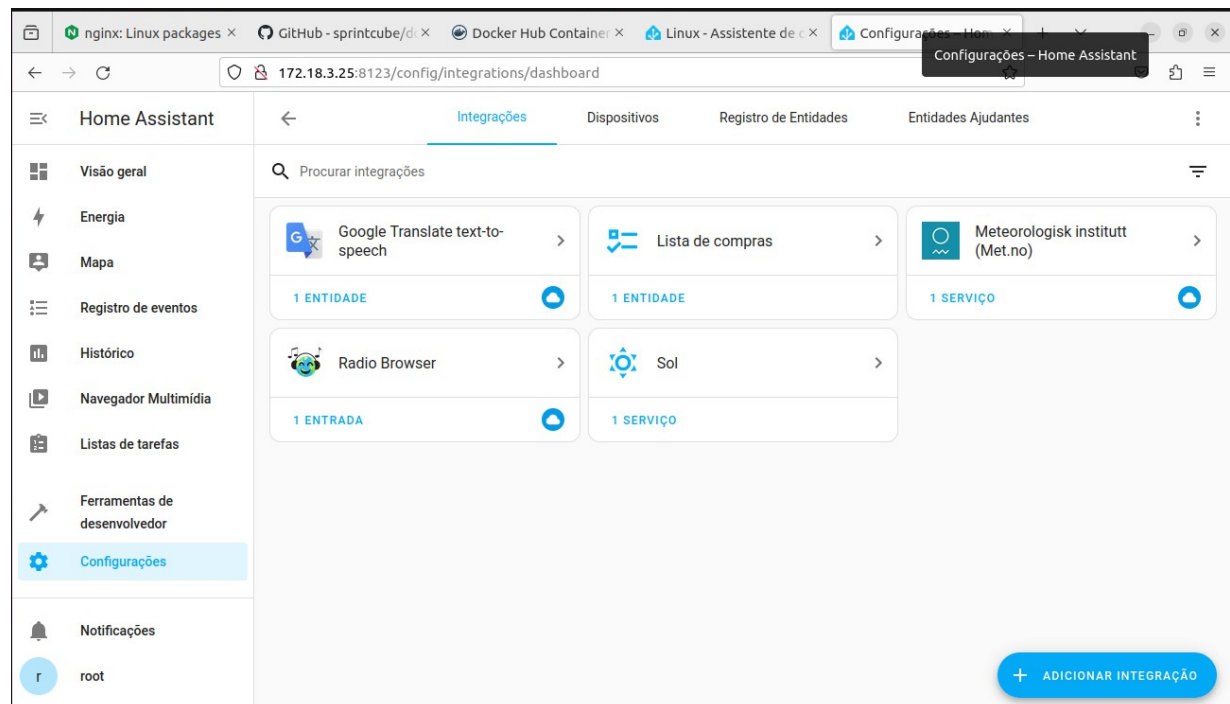 nginx: Linux packages
GitHub - sprintcube/do
Docker Hub Container
Linux - Assistente de c
Configurações – Hom
Configurações – Home Assistant
172.18.3.25:8123/config/integrations/dashboard
Home Assistant
Integrações
Dispositivos
Registro de Entidades
Entidades Ajudantes
Visão geral
Energia
Mapa
Registro de eventos
Histórico
Navegador Multimídia
Listas de tarefas
Ferramentas de
desenvolvedor
Configurações
Notificações
r
root
Procurar integrações
Google Translate text-to-
speech
1 ENTIDADE
Lista de compras
1 ENTIDADE
Meteorologisk institutt
(Met.no)
1 SERVIÇO
Radio Browser
1 ENTRADA
Sol
1 SERVIÇO
ADICIONAR INTEGRAÇÃO